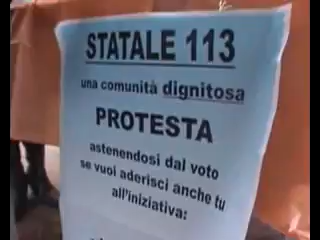 STATALE 113
una comunità dignitosa
PROTESTA
astenendosi dal voto
se vuoi aderisci anche tu
all'iniziativa: